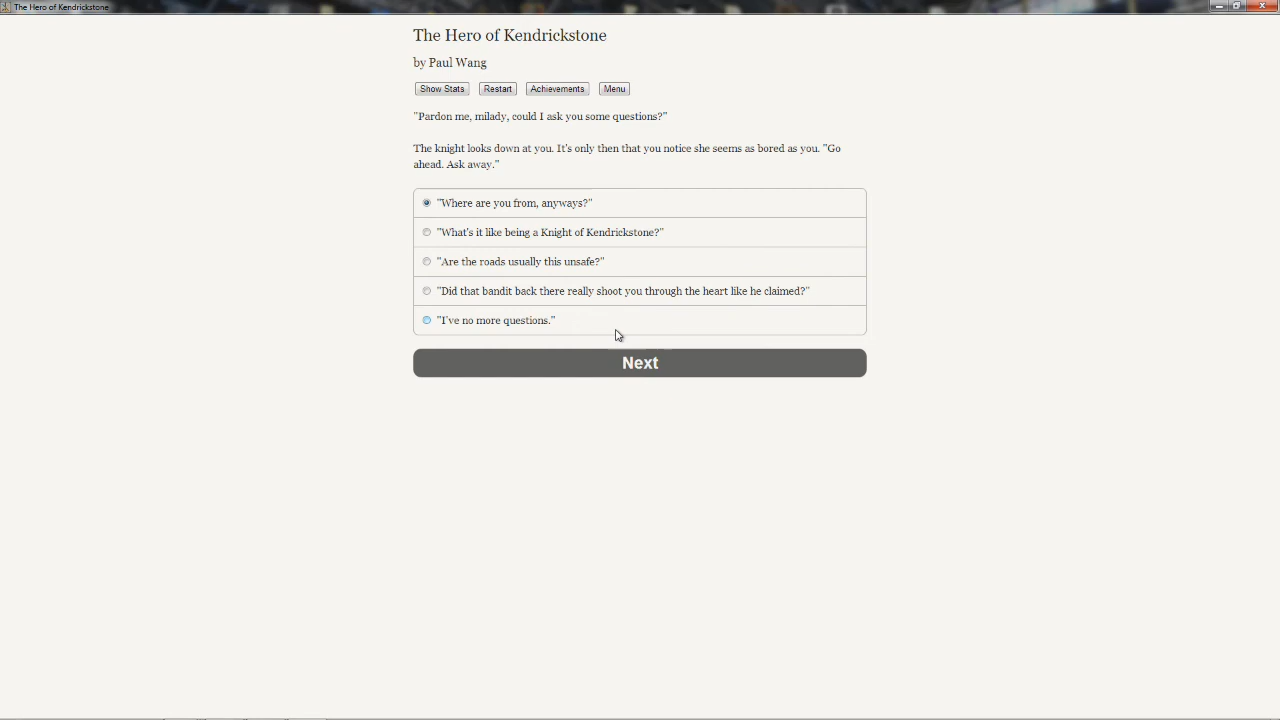 The Hero of Kendrickstone
The Hero of Kendrickstone
by Paul Wang
Show Stats
Restart
Achievements
Menu
"Pardon me, milady, could I ask you some questions?"
The knight looks down at you. It's only then that you notice she seems as bored as you. "Go
ahead. Ask away."
"Where are you from, anyways?"
"What's it like being a Knight of Kendrickstone?"
"Are the roads usually this unsafe?"
"Did that bandit back there really shoot you through the heart like he claimed?"
"I've no more questions."
Next